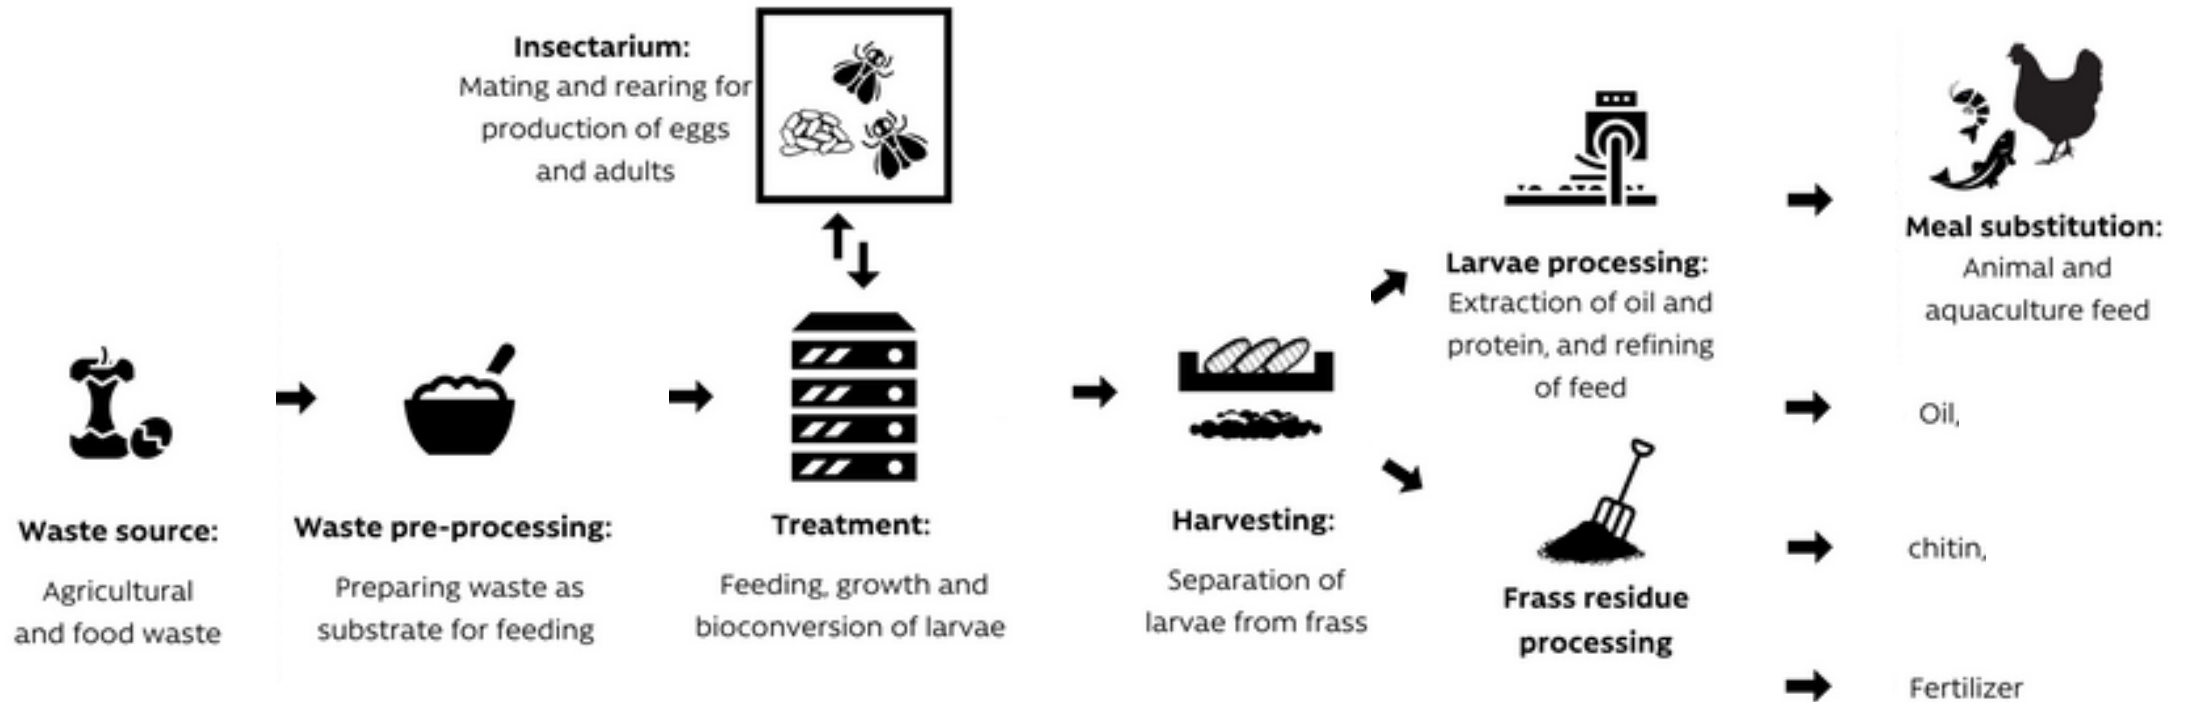 Insectarium:
Mating and rearing for
production of eggs
and adults
Waste source:
Agricultural
and food waste
Waste pre-processing:
Preparing waste as
substrate for feeding
Treatment:
Feeding, growth and
bioconversion of larvae
Harvesting:
Separation of
larvae from frass
Larvae processing:
Extraction of oil and
protein, and refining
of feed
Frass residue
processing
Meal substitution:
Animal and
aquaculture feed
Oil,
chitin,
Fertilizer